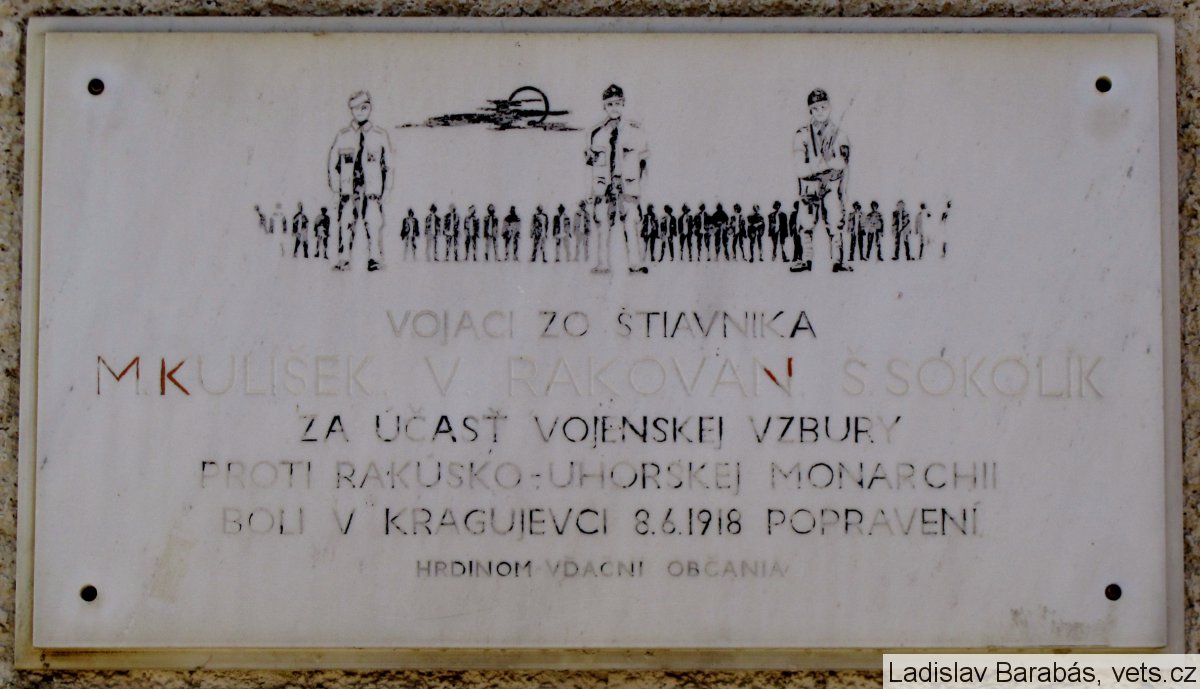 VOJACI ZO ŠTIAVNIKA
M. KULÍŠEK. V. RAKOVAN. Š. SOKOLÍK
ZA ÚČASŤ VOJENSKEJ VZBURY
PROTI RAKÚSKO-UHORSKEJ MONARCHII
BOLI V KRAGUJEVCI 8.6.1918 POPRAVENÍ.
HRDINOM VĎAČNÍ OBČANIA
Ladislav Barabás, vets.cz